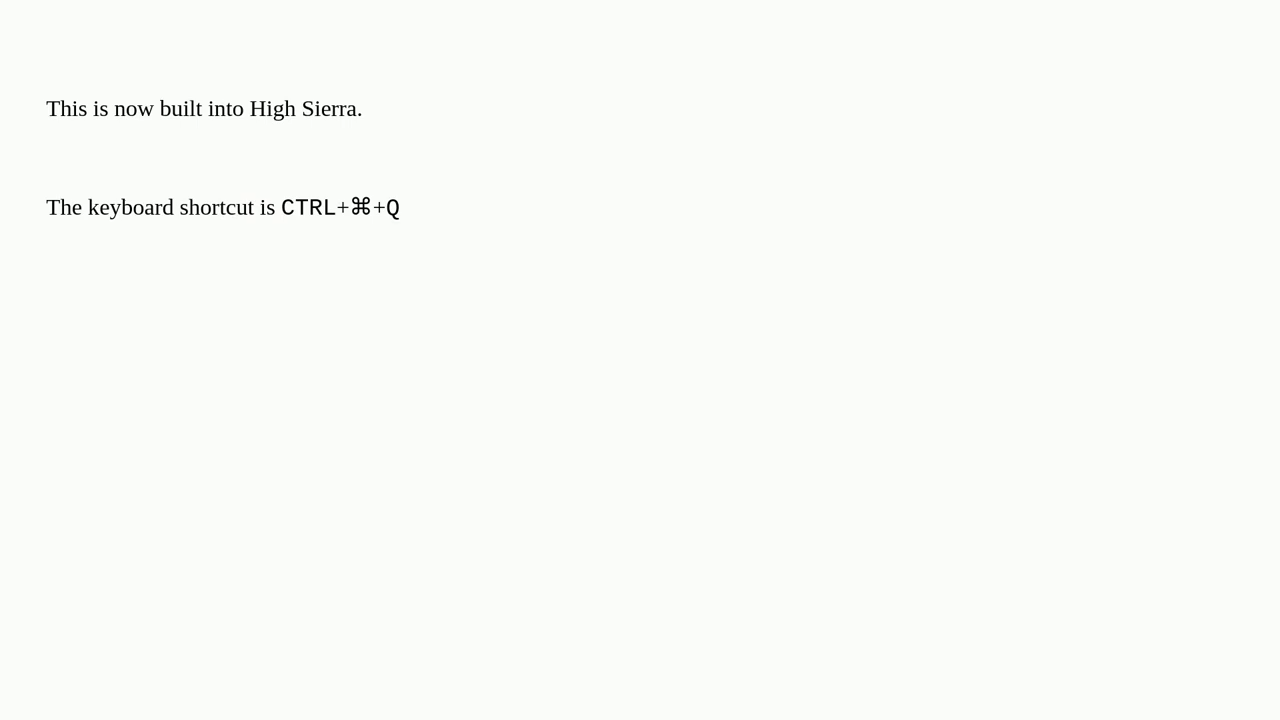 This is now built into High Sierra.
The keyboard shortcut is CTRL+⌘+Q